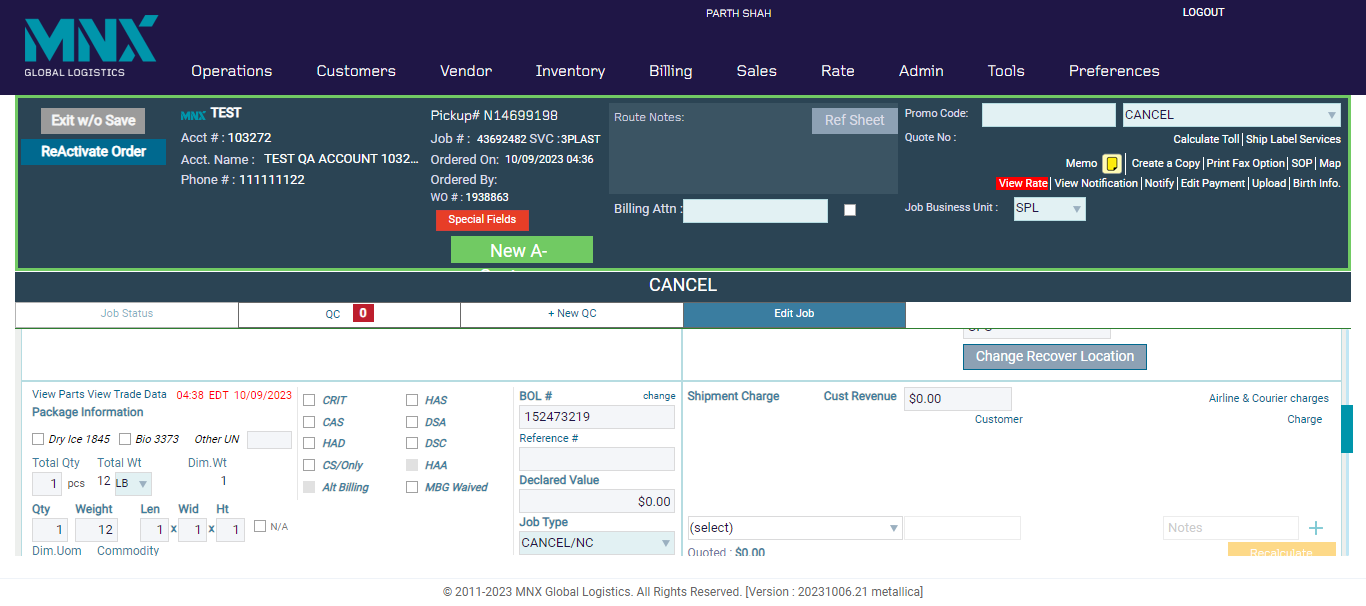 PARTH SHAH
LOGOUT
MNX
GLOBAL LOGISTICS
Operations Customers Vendor Inventory Billing Sales Rate Admin Tools Preferences
Exit w/o Save
ReActivate Order
MNX TEST
Acct # : 103272
Acct. Name : TEST QA ACCOUNT 1032...
Phone # : 111111122
Pickup# N14699198
Job # : 43692482 SVC :3PLAST
Ordered On: 10/09/2023 04:36
Ordered By:
WO # : 1938863
Special Fields
New A-
Route Notes:
Ref Sheet
Billing Attn :
Promo Code:
CANCEL
Quote No :
Calculate Toll | Ship Label Services
Memo | Create a Copy | Print Fax Option | SOP | Map
View Rate | View Notification | Notify | Edit Payment | Upload | Birth Info.
Job Business Unit :
SPL
CANCEL
Job Status
QC 0
+ New QC
Edit Job
Change Recover Location
View Parts View Trade Data 04:38 EDT 10/09/2023
Package Information
Dry Ice 1845 Bio 3373 Other UN
Total Qty Total Wt Dim.Wt
1 pcs 12 LB 1
Qty Weight Len Wid Ht
1 12 1 x 1 x 1 N/A
Dim.Uom Commodity
CRIT HAS
CAS DSA
HAD DSC
CS/Only HAA
Alt Billing MBG Waived
BOL # change
152473219
Reference #
Declared Value
$0.00
Job Type
CANCEL/NC
Shipment Charge
Cust Revenue $0.00
Airline & Courier charges
Customer
Charge
(select)
Notes
+
Quoted : $0.00
Recalculate
© 2011-2023 MNX Global Logistics. All Rights Reserved. [Version : 20231006.21 metallica]